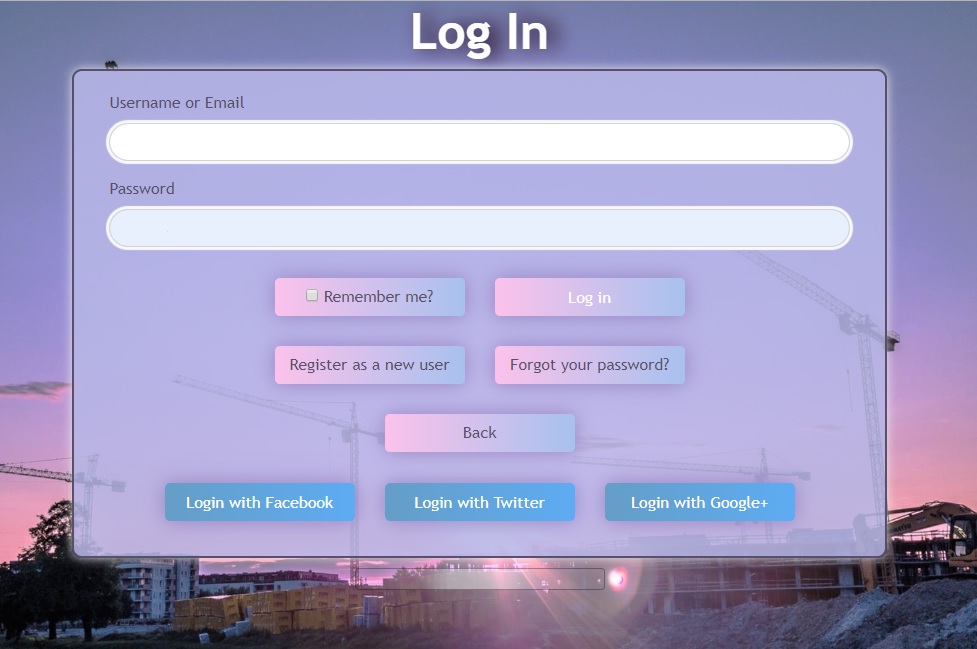 Log In
Username or Email
Password
Remember me?
Log in
Register as a new user
Forgot your password?
Back
Login with Facebook
Login with Twitter
Login with Google+